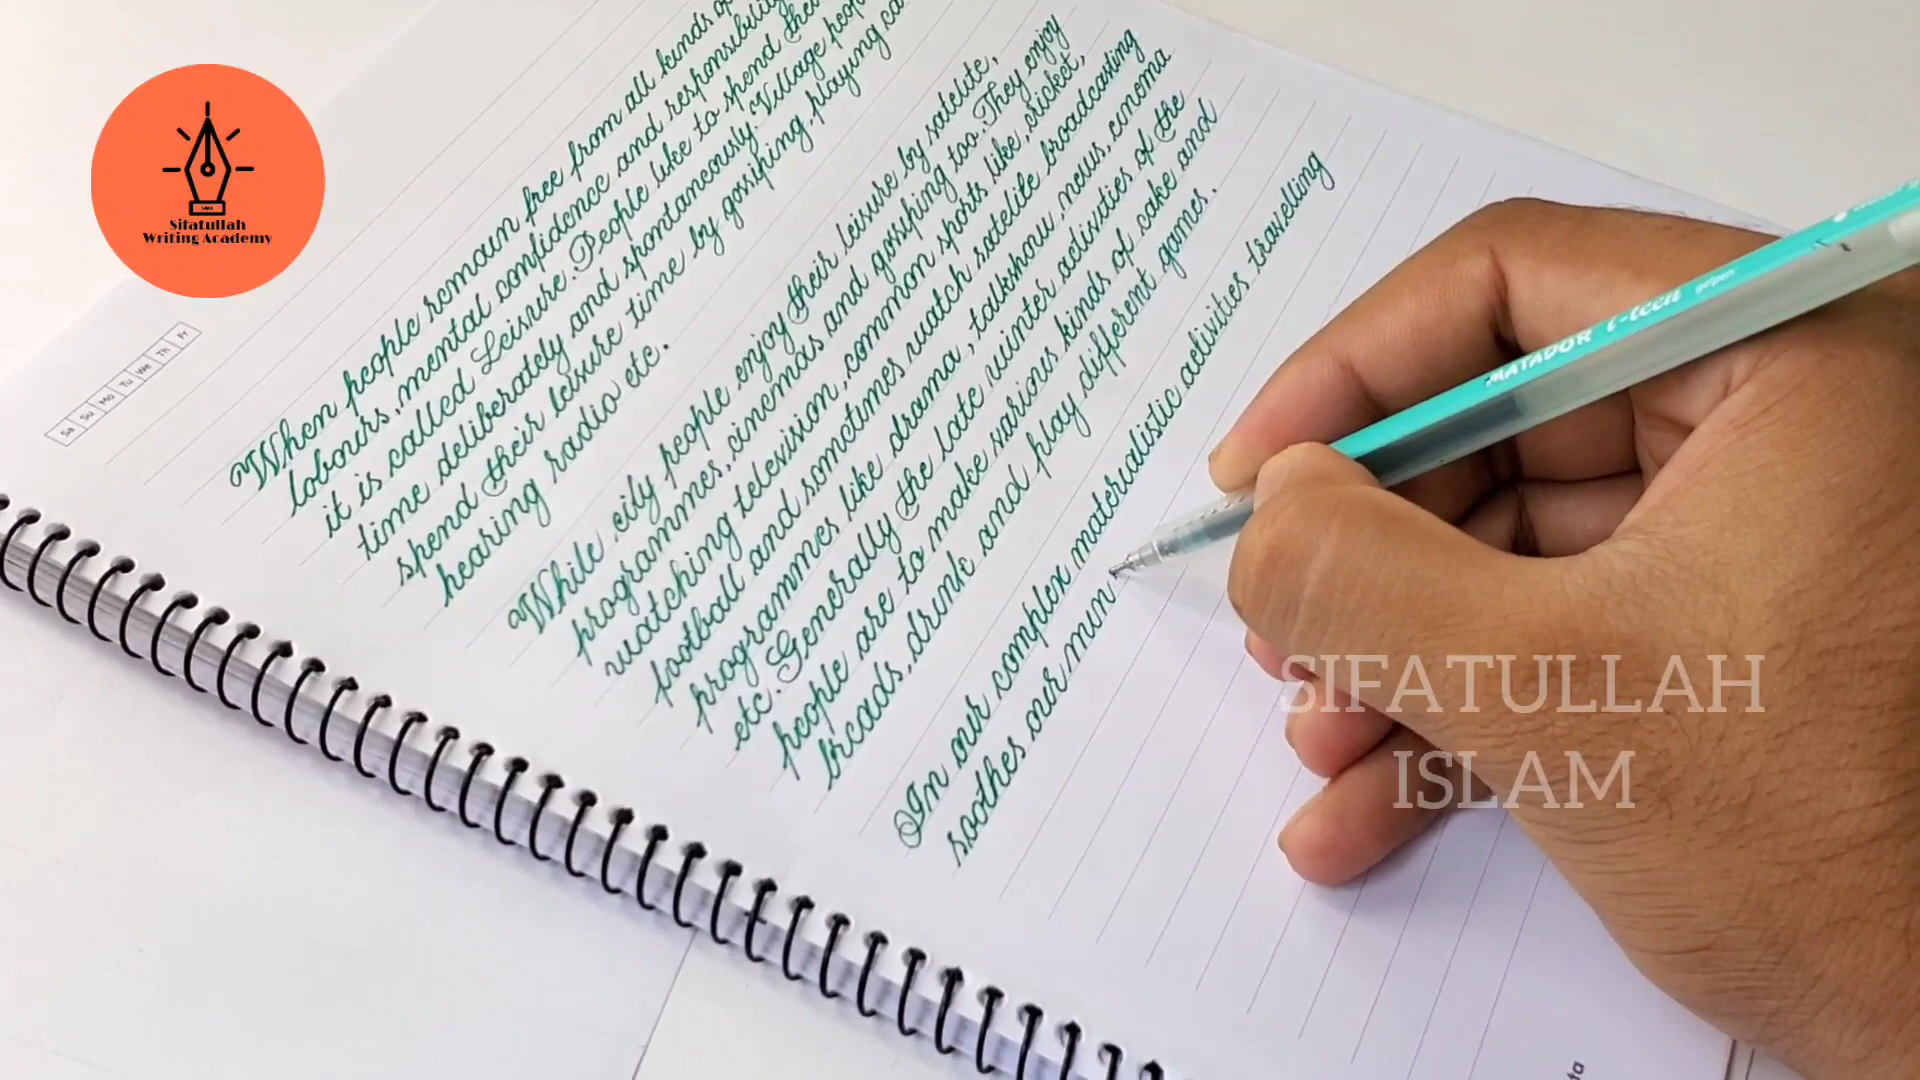 Sifatullah
Writing Academy
Sa Su Mo Tu We Th Fr
When people remain free from all kinds of
labours, mental confidence and responsibility
it is called Leisure. People like to spend their
time deliberately and spontaneously. Village people
spend their leisure time by gosshiping, playing
hearing radio etc.
While city people enjoy their leisure by satelite,
programmes, cinemas and gosshing too. They enjoy
watching television, common sports like, cricket,
football and sometimes watch satelite broadcasting
programmes like drama, talkshow, news, cinema
etc. Generally the late winter activities of the
people are to make various kinds of cake and
breads, drink and play different games.
In our complex materialistic activities travelling
soothes our min
MATADOR i-teen gelpen
SIFATULLAH
ISLAM